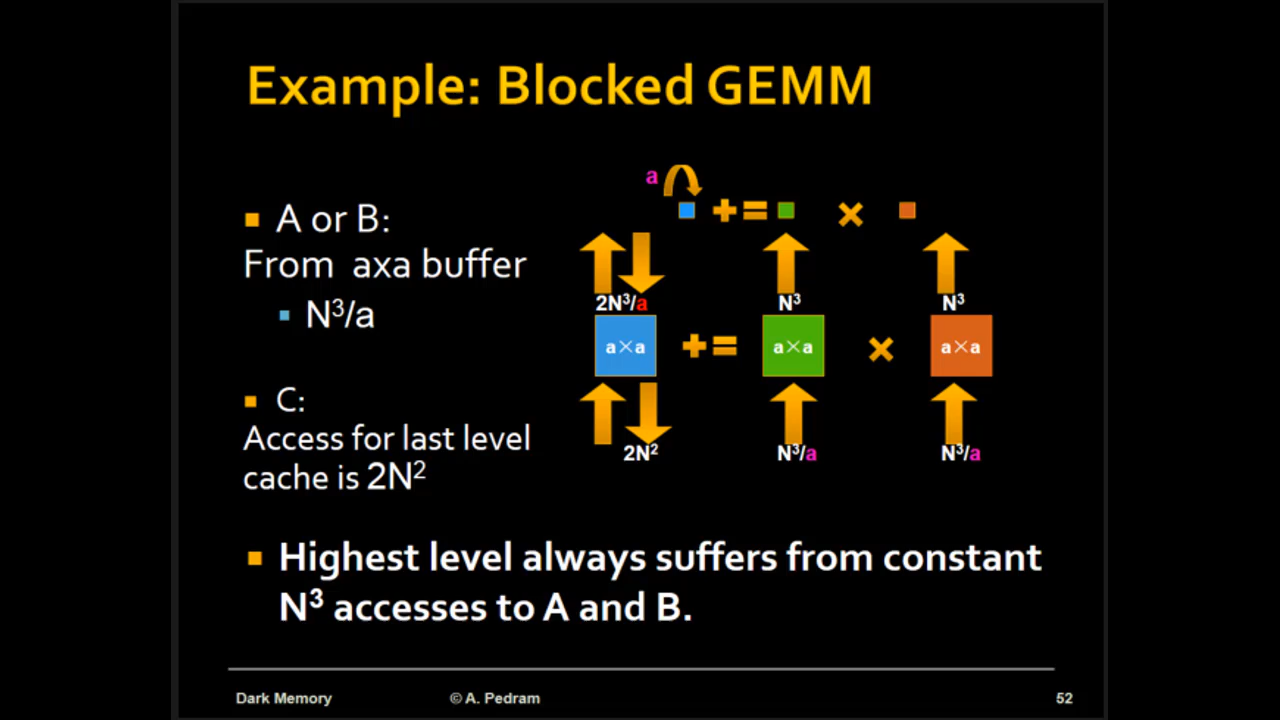 Example: Blocked GEMM
A or B:
From axa buffer
N³/a
C:
Access for last level
cache is 2N²
a
+= ×
2N³/a N³ N³
a×a += a×a × a×a
2N² N³/a N³/a
Highest level always suffers from constant
N³ accesses to A and B.
Dark Memory © A. Pedram 52